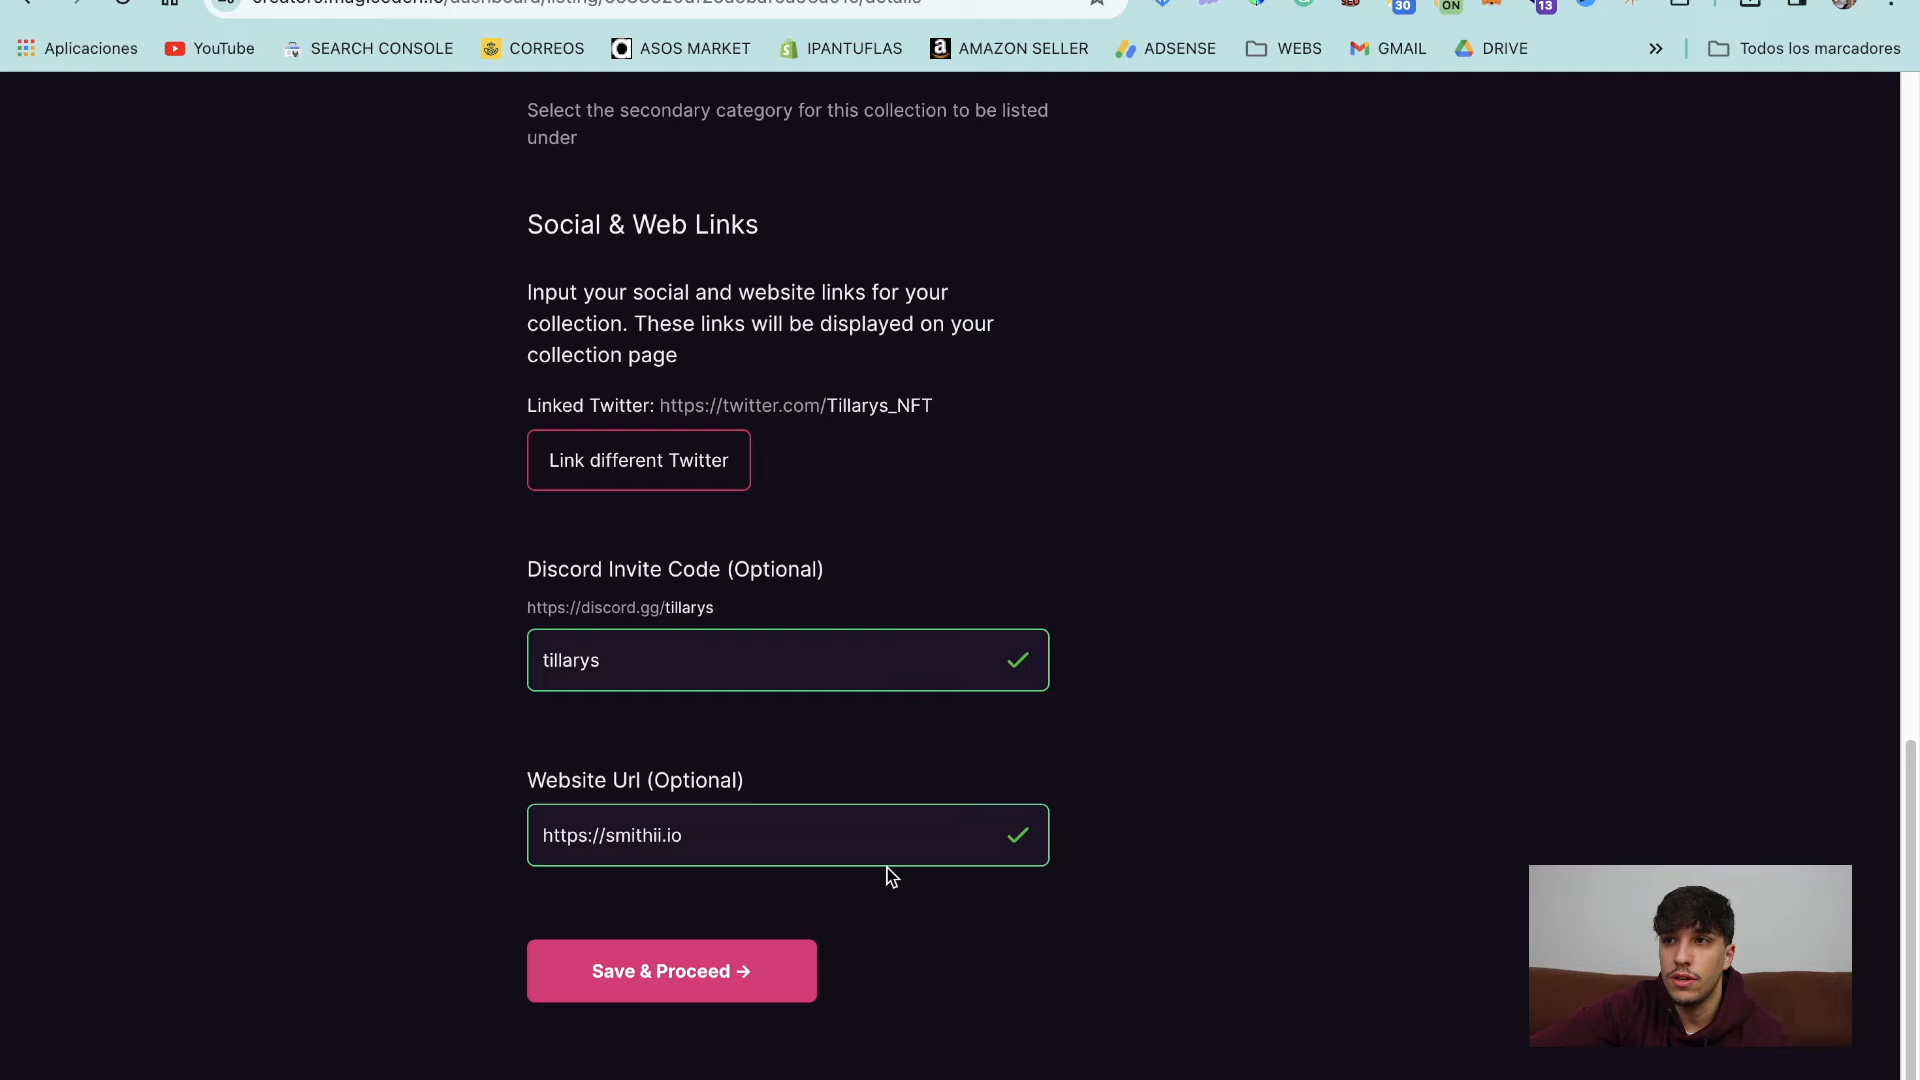 Aplicaciones YouTube SEARCH CONSOLE CORREOS ASOS MARKET IPANTUFLAS AMAZON SELLER ADSENSE WEBS GMAIL DRIVE » Todos los marcadores
30 ON 13
Select the secondary category for this collection to be listed
under
Social & Web Links
Input your social and website links for your
collection. These links will be displayed on your
collection page
Linked Twitter: https://twitter.com/Tillarys_NFT
Link different Twitter
Discord Invite Code (Optional)
https://discord.gg/tillarys
tillarys
Website Url (Optional)
https://smithii.io
Save & Proceed →